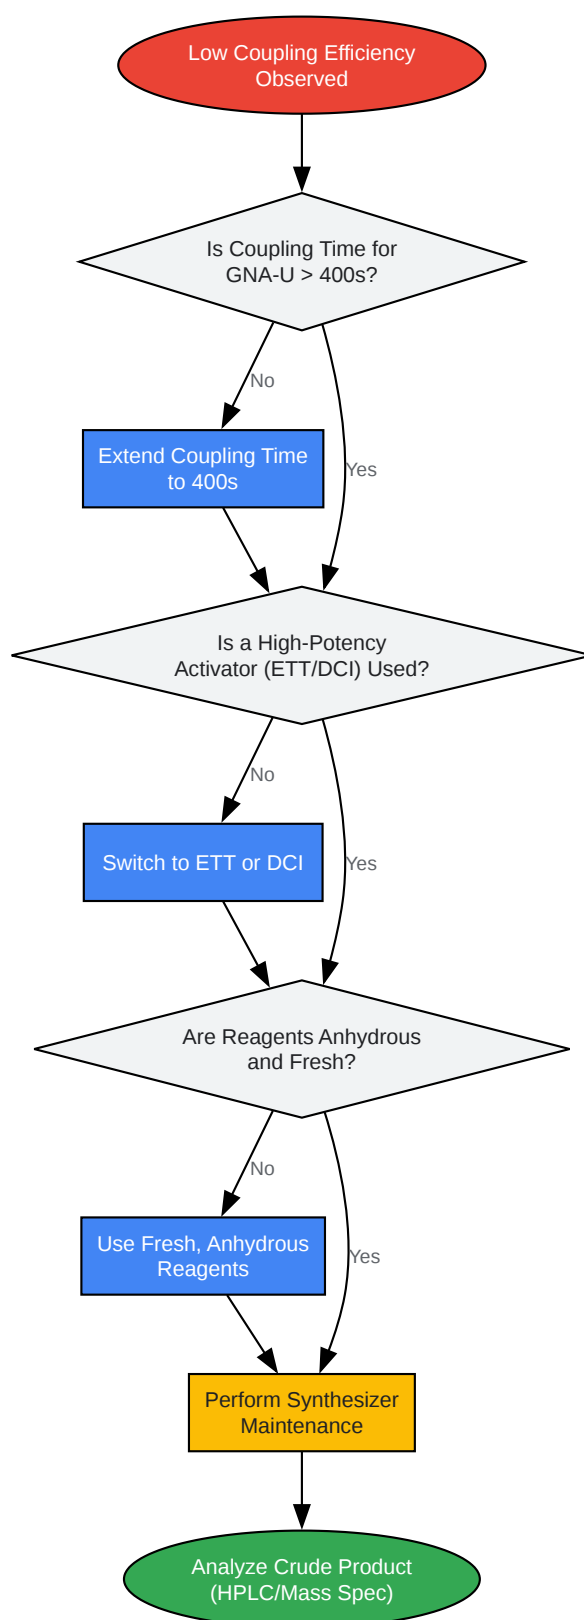 Low Coupling Efficiency
Observed
Is Coupling Time for
GNA-U > 400s?
No
Extend Coupling Time
to 400s
Yes
Is a High-Potency
Activator (ETT/DCI) Used?
No
Switch to ETT or DCI
Yes
Are Reagents Anhydrous
and Fresh?
No
Use Fresh, Anhydrous
Reagents
Yes
Perform Synthesizer
Maintenance
Analyze Crude Product
(HPLC/Mass Spec)